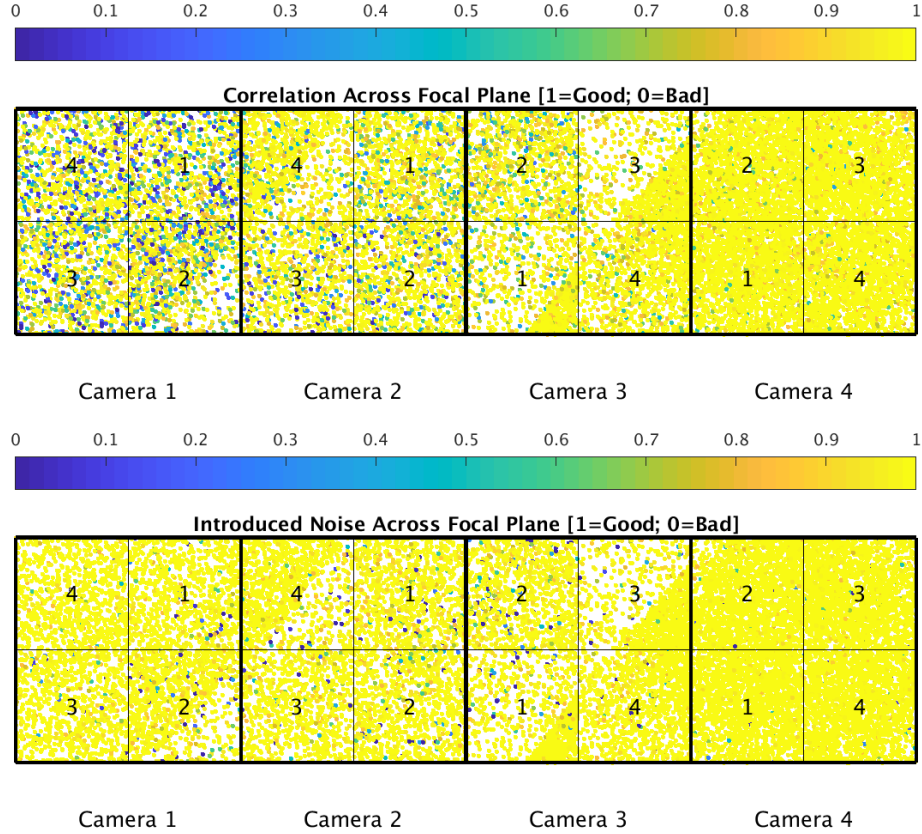 0 0.1 0.2 0.3 0.4 0.5 0.6 0.7 0.8 0.9 1
Correlation Across Focal Plane [1=Good; 0=Bad]
4 1 4 1 2 3 2 3
3 2 3 2 1 4 1 4
Camera 1 Camera 2 Camera 3 Camera 4
0 0.1 0.2 0.3 0.4 0.5 0.6 0.7 0.8 0.9 1
Introduced Noise Across Focal Plane [1=Good; 0=Bad]
4 1 4 1 2 3 2 3
3 2 3 2 1 4 1 4
Camera 1 Camera 2 Camera 3 Camera 4